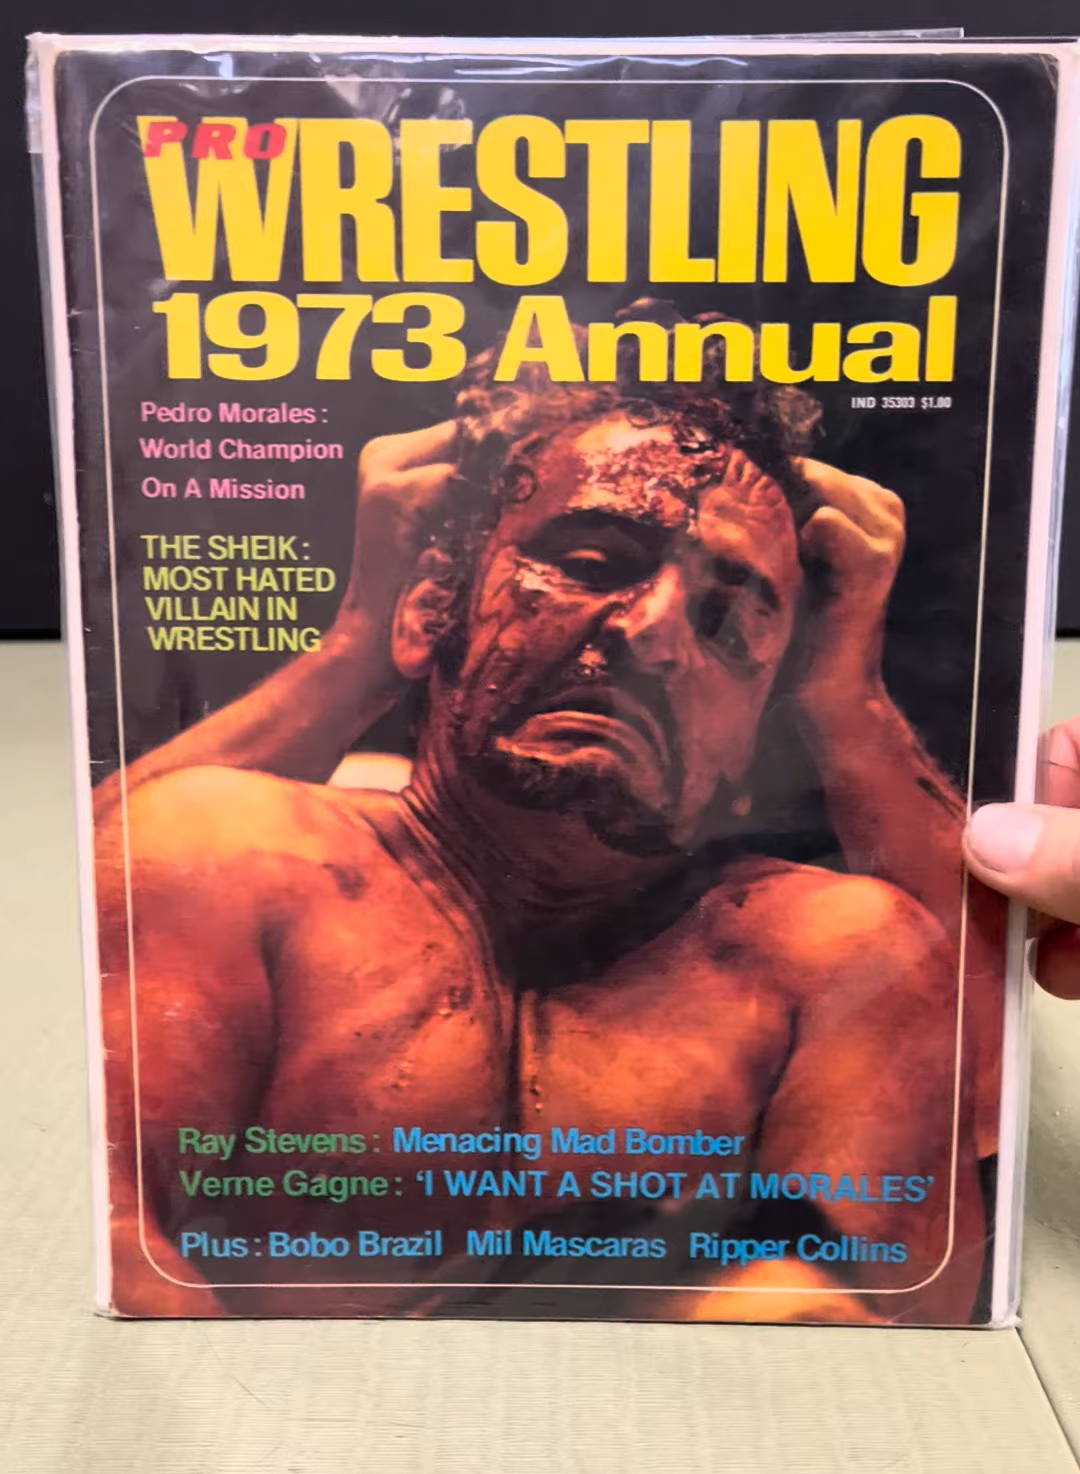 PRO
WRESTLING
1973 Annual
IND 35303 $1.00
Pedro Morales:
World Champion
On A Mission
THE SHEIK:
MOST HATED
VILLAIN IN
WRESTLING
Ray Stevens: Menacing Mad Bomber
Verne Gagne: 'I WANT A SHOT AT MORALES'
Plus: Bobo Brazil Mil Mascaras Ripper Collins